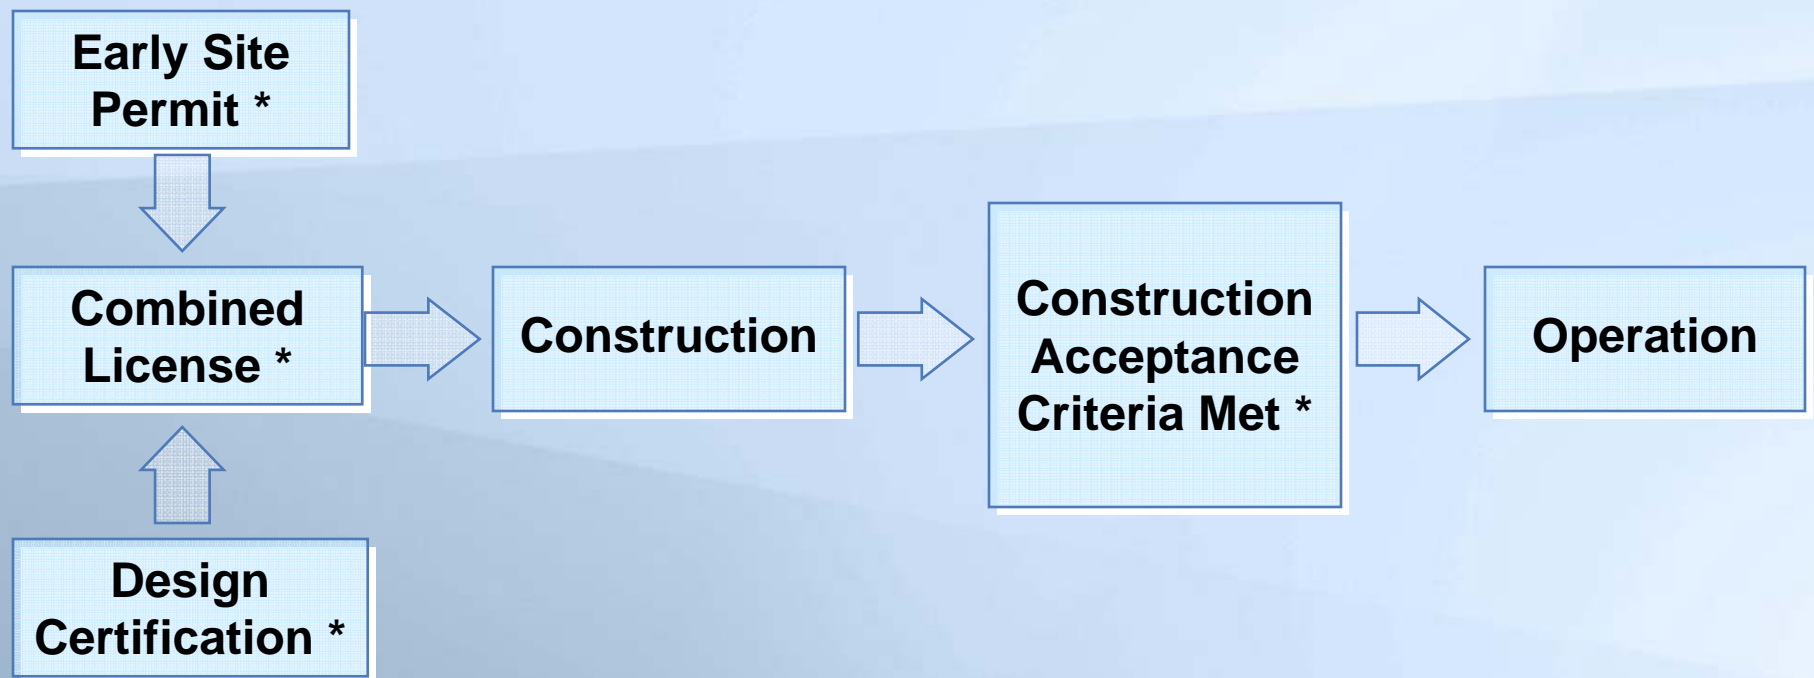 Early Site
Permit *
Combined
License *
Construction
Construction
Acceptance
Criteria Met *
Operation
Design
Certification *